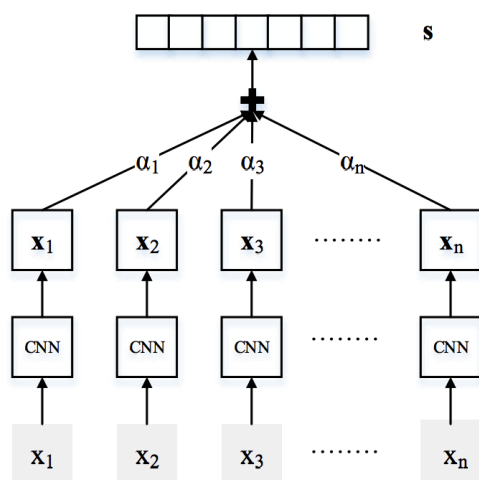 s
α₁ α₂ α₃ αₙ
x₁ x₂ x₃ ········ xₙ
CNN CNN CNN ········ CNN
x₁ x₂ x₃ ········ xₙ